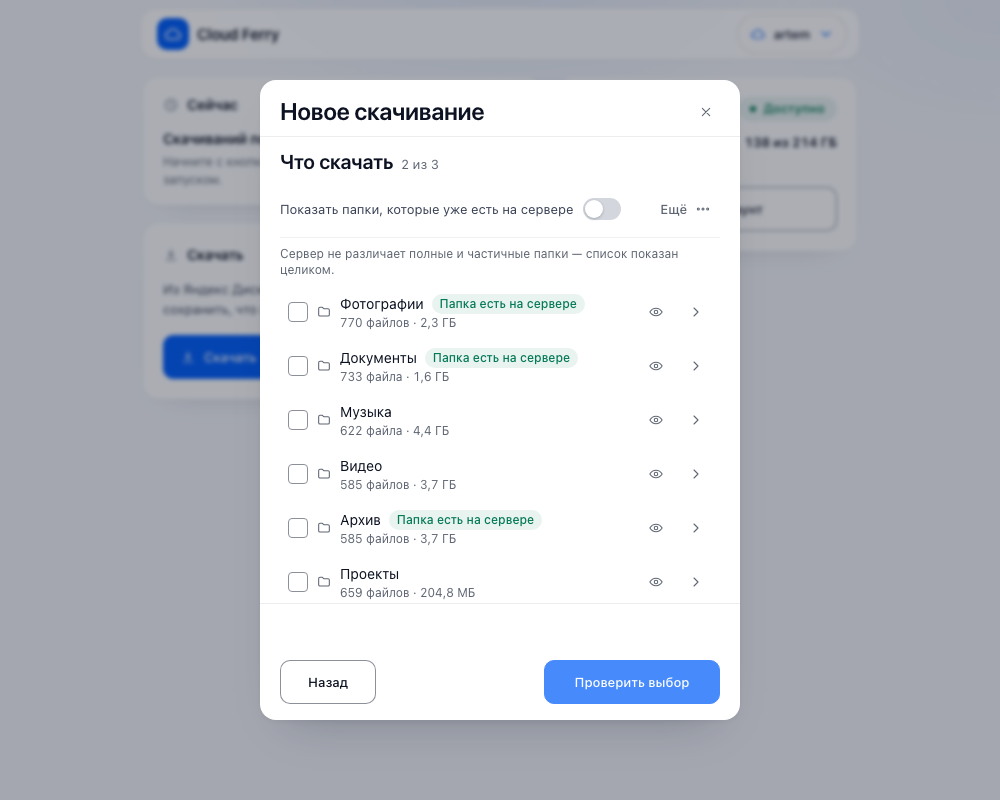 Cloud Ferry
artem
Новое скачивание
Сейчас
Доступно
138 из 214 ГБ
Что скачать 2 из 3
Показать папки, которые уже есть на сервере
Ещё
Сервер не различает полные и частичные папки — список показан
целиком.
Скачать
Фотографии Папка есть на сервере
770 файлов · 2,3 ГБ
Документы Папка есть на сервере
733 файла · 1,6 ГБ
Скачать
Музыка
622 файла · 4,4 ГБ
Видео
585 файлов · 3,7 ГБ
Архив Папка есть на сервере
585 файлов · 3,7 ГБ
Проекты
659 файлов · 204,8 МБ
Назад
Проверить выбор